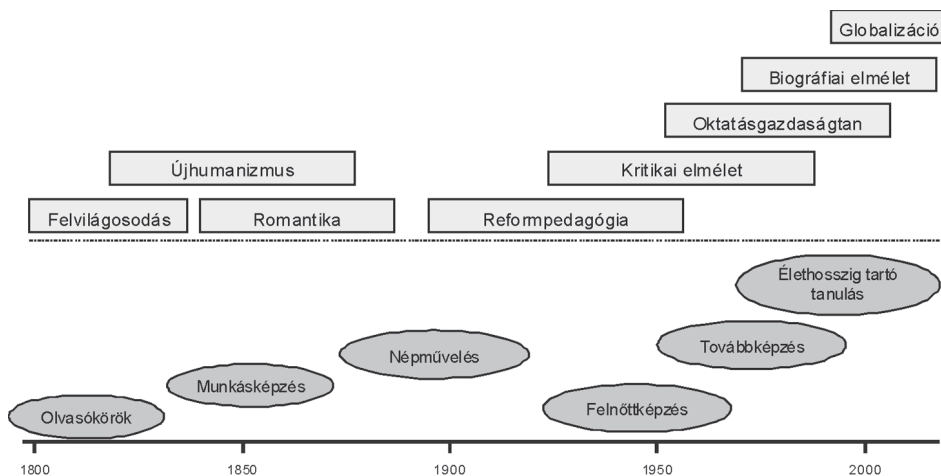 Globalizáció
Biográfiai elmélet
Oktatásgazdaságtan
Újhumanizmus
Kritikai elmélet
Felvilágosodás
Romantika
Reformpedagógia
Élethosszig tartó
tanulás
Továbbképzés
Népművelés
Munkásképzés
Felnőttképzés
Olvasókörök
1800
1850
1900
1950
2000